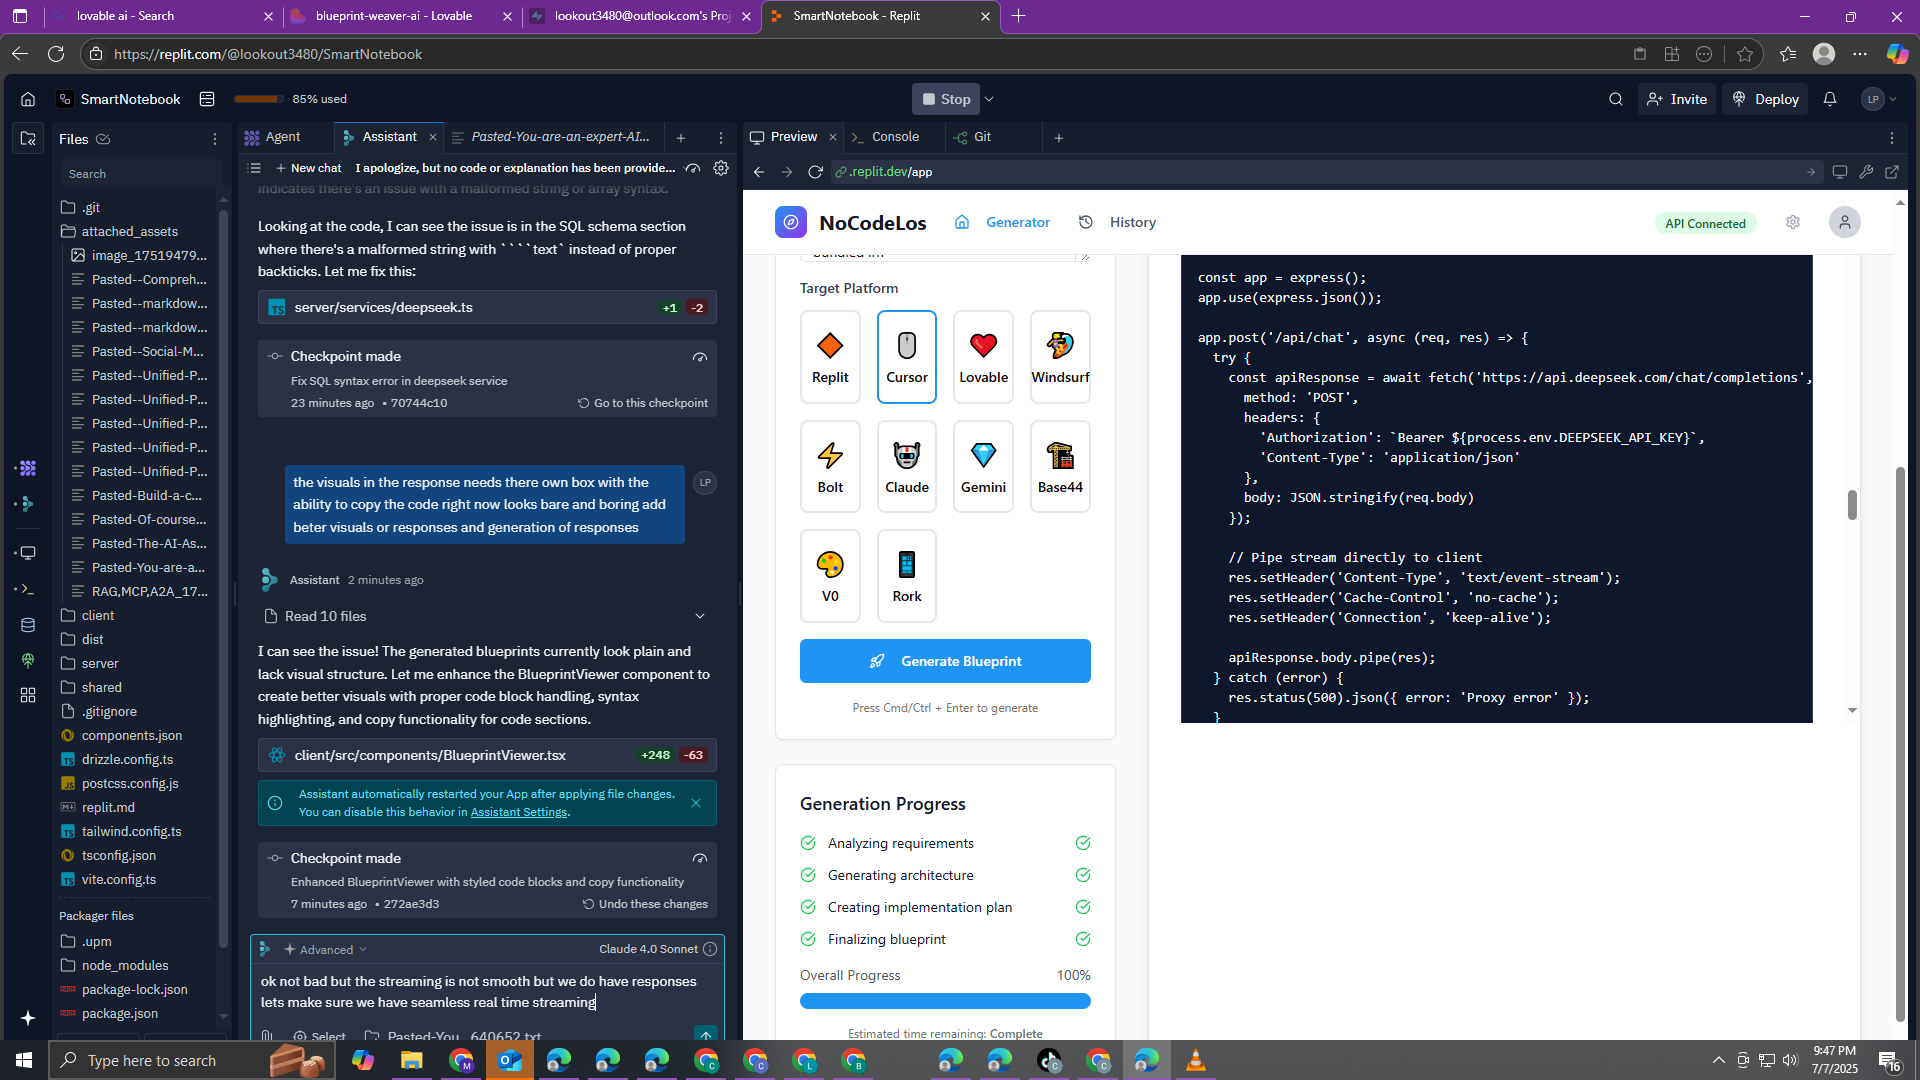 lovable ai - Search
blueprint-weaver-ai - Lovable
lookout3480@outlook.com's Proj
SmartNotebook - Replit
https://replit.com/@lookout3480/SmartNotebook
SmartNotebook
85% used
Stop
Invite
Deploy
LP
Files
Search
.git
attached_assets
image_17519479...
Pasted--Compreh...
Pasted--markdow...
Pasted--markdow...
Pasted--Social-M...
Pasted--Unified-P...
Pasted--Unified-P...
Pasted--Unified-P...
Pasted--Unified-P...
Pasted-Build-a-c...
Pasted-Of-course...
Pasted-The-AI-As...
Pasted-You-are-a...
RAG,MCP,A2A_17...
client
dist
server
shared
.gitignore
components.json
drizzle.config.ts
postcss.config.js
replit.md
tailwind.config.ts
tsconfig.json
vite.config.ts
Packager files
.upm
node_modules
package-lock.json
package.json
Agent
Assistant
Pasted-You-are-an-expert-AI...
New chat
I apologize, but no code or explanation has been provide...
indicates there's an issue with a malformed string or array syntax.
Looking at the code, I can see the issue is in the SQL schema section
where there's a malformed string with ````text` instead of proper
backticks. Let me fix this:
server/services/deepseek.ts
+1 -2
Checkpoint made
Fix SQL syntax error in deepseek service
23 minutes ago • 70744c10
Go to this checkpoint
the visuals in the response needs there own box with the
ability to copy the code right now looks bare and boring add
beter visuals or responses and generation of responses
LP
Assistant 2 minutes ago
Read 10 files
I can see the issue! The generated blueprints currently look plain and
lack visual structure. Let me enhance the BlueprintViewer component to
create better visuals with proper code block handling, syntax
highlighting, and copy functionality for code sections.
client/src/components/BlueprintViewer.tsx
+248 -63
Assistant automatically restarted your App after applying file changes.
You can disable this behavior in Assistant Settings.
Checkpoint made
Enhanced BlueprintViewer with styled code blocks and copy functionality
7 minutes ago • 272ae3d3
Undo these changes
Advanced
Claude 4.0 Sonnet
ok not bad but the streaming is not smooth but we do have responses
lets make sure we have seamless real time streaming
Select
Pasted-You...640652.txt
Preview
Console
Git
.replit.dev/app
NoCodeLos
Generator
History
API Connected
bundled im
Target Platform
Replit
Cursor
Lovable
Windsurf
Bolt
Claude
Gemini
Base44
V0
Rork
Generate Blueprint
Press Cmd/Ctrl + Enter to generate
Generation Progress
Analyzing requirements
Generating architecture
Creating implementation plan
Finalizing blueprint
Overall Progress
100%
Estimated time remaining: Complete
const app = express();
app.use(express.json());
app.post('/api/chat', async (req, res) => {
try {
const apiResponse = await fetch('https://api.deepseek.com/chat/completions',
method: 'POST',
headers: {
'Authorization': `Bearer ${process.env.DEEPSEEK_API_KEY}`,
'Content-Type': 'application/json'
},
body: JSON.stringify(req.body)
});
// Pipe stream directly to client
res.setHeader('Content-Type', 'text/event-stream');
res.setHeader('Cache-Control', 'no-cache');
res.setHeader('Connection', 'keep-alive');
apiResponse.body.pipe(res);
} catch (error) {
res.status(500).json({ error: 'Proxy error' });
}
Type here to search
9:47 PM
7/7/2025
16